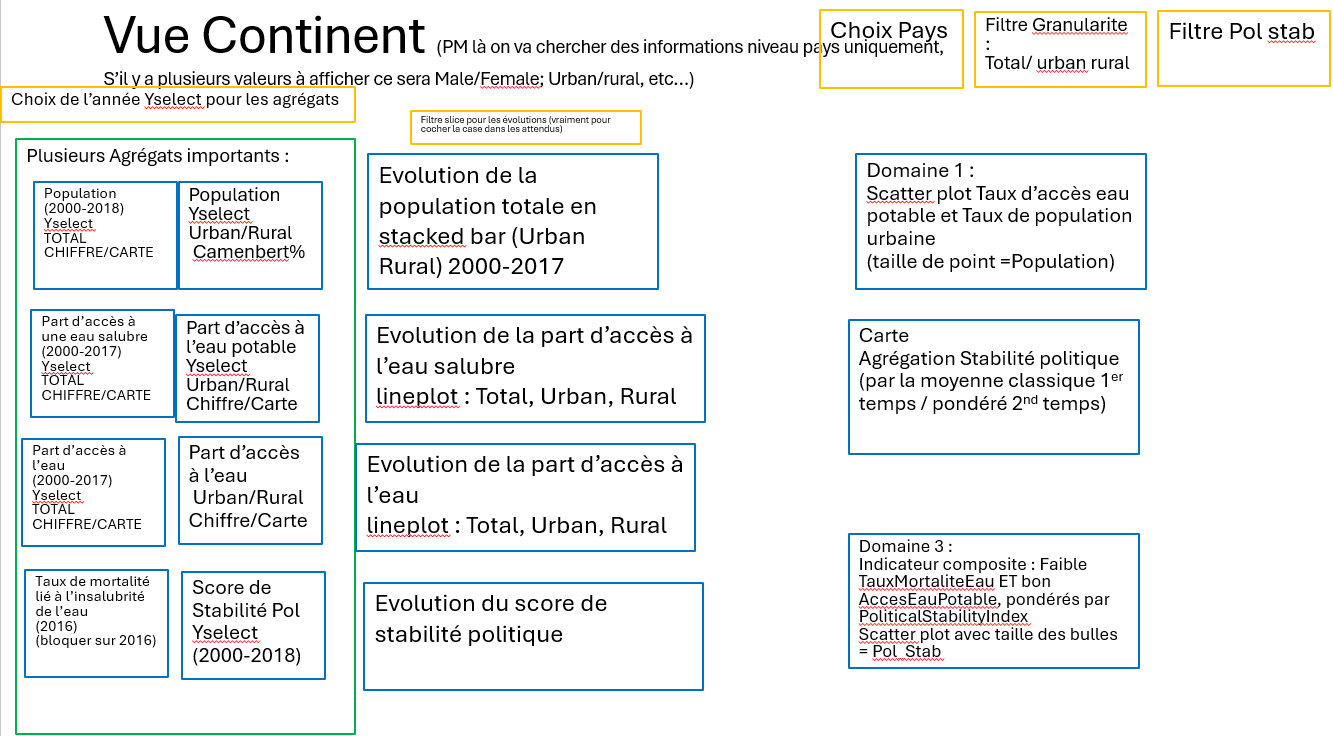 Vue Continent (PM là on va chercher des informations niveau pays uniquement,
S'il y a plusieurs valeurs à afficher ce sera Male/Female; Urban/rural, etc…)
Choix Pays
Filtre Granularite
:
Total/ urban rural
Filtre Pol stab
Choix de l'année Yselect pour les agrégats
Filtre slice pour les évolutions (vraiment pour
cocher la case dans les attendus)
Plusieurs Agrégats importants :
Population
(2000-2018)
Yselect
TOTAL
CHIFFRE/CARTE
Population
Yselect
Urban/Rural
Camenbert%
Evolution de la
population totale en
stacked bar (Urban
Rural) 2000-2017
Domaine 1 :
Scatter plot Taux d'accès eau
potable et Taux de population
urbaine
(taille de point =Population)
Part d'accès à
une eau salubre
(2000-2017)
Yselect
TOTAL
CHIFFRE/CARTE
Part d'accès à
l'eau potable
Yselect
Urban/Rural
Chiffre/Carte
Evolution de la part d'accès à
l'eau salubre
lineplot : Total, Urban, Rural
Carte
Agrégation Stabilité politique
(par la moyenne classique 1er
temps / pondéré 2nd temps)
Part d'accès à
l'eau
(2000-2017)
Yselect
TOTAL
CHIFFRE/CARTE
Part d'accès
à l'eau
Urban/Rural
Chiffre/Carte
Evolution de la part d'accès à
l'eau
lineplot : Total, Urban, Rural
Taux de mortalité
lié à l'insalubrité
de l'eau
(2016)
(bloquer sur 2016)
Score de
Stabilité Pol
Yselect
(2000-2018)
Evolution du score de
stabilité politique
Domaine 3 :
Indicateur composite : Faible
TauxMortaliteEau ET bon
AccesEauPotable, pondérés par
PoliticalStabilityIndex
Scatter plot avec taille des bulles
= Pol_Stab